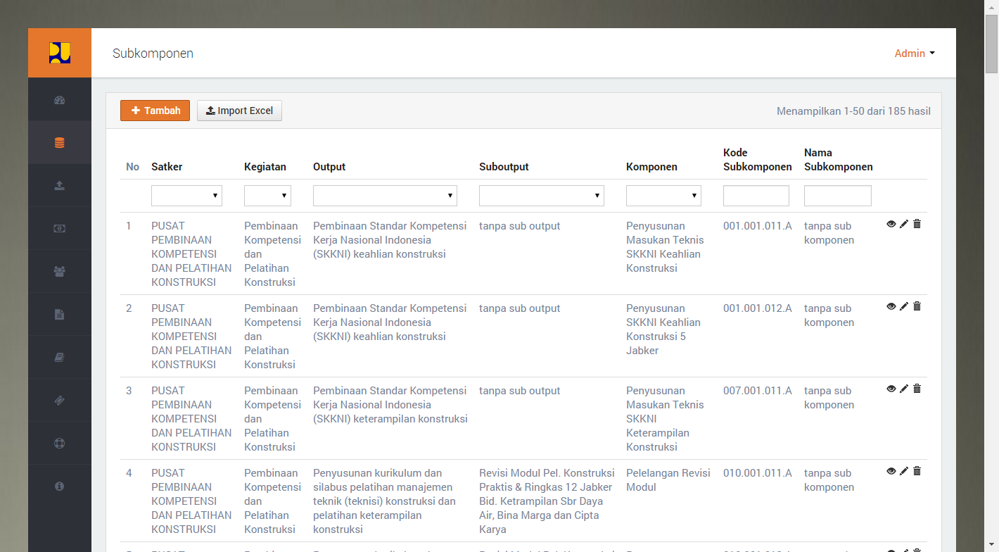 Subkomponen
Admin
Tambah
Import Excel
Menampilkan 1-50 dari 185 hasil
No
Satker
Kegiatan
Output
Suboutput
Komponen
Kode
Subkomponen
Nama
Subkomponen
1
PUSAT
PEMBINAAN
KOMPETENSI
DAN PELATIHAN
KONSTRUKSI
Pembinaan
Kompetensi
dan
Pelatihan
Konstruksi
Pembinaan Standar Kompetensi
Kerja Nasional Indonesia
(SKKNI) keahlian konstruksi
tanpa sub output
Penyusunan
Masukan Teknis
SKKNI Keahlian
Konstruksi
001.001.011.A
tanpa sub
komponen
2
PUSAT
PEMBINAAN
KOMPETENSI
DAN PELATIHAN
KONSTRUKSI
Pembinaan
Kompetensi
dan
Pelatihan
Konstruksi
Pembinaan Standar Kompetensi
Kerja Nasional Indonesia
(SKKNI) keahlian konstruksi
tanpa sub output
Penyusunan
SKKNI Keahlian
Konstruksi 5
Jabker
001.001.012.A
tanpa sub
komponen
3
PUSAT
PEMBINAAN
KOMPETENSI
DAN PELATIHAN
KONSTRUKSI
Pembinaan
Kompetensi
dan
Pelatihan
Konstruksi
Pembinaan Standar Kompetensi
Kerja Nasional Indonesia
(SKKNI) keterampilan konstruksi
tanpa sub output
Penyusunan
Masukan Teknis
SKKNI
Keterampilan
Konstruksi
007.001.011.A
tanpa sub
komponen
4
PUSAT
PEMBINAAN
KOMPETENSI
DAN PELATIHAN
KONSTRUKSI
Pembinaan
Kompetensi
dan
Pelatihan
Konstruksi
Penyusunan kurikulum dan
silabus pelatihan manajemen
teknik (teknisi) konstruksi dan
pelatihan keterampilan
konstruksi
Revisi Modul Pel. Konstruksi
Praktis & Ringkas 12 Jabker
Bid. Ketrampilan Sbr Daya
Air, Bina Marga dan Cipta
Karya
Pelelangan Revisi
Modul
010.001.011.A
tanpa sub
komponen